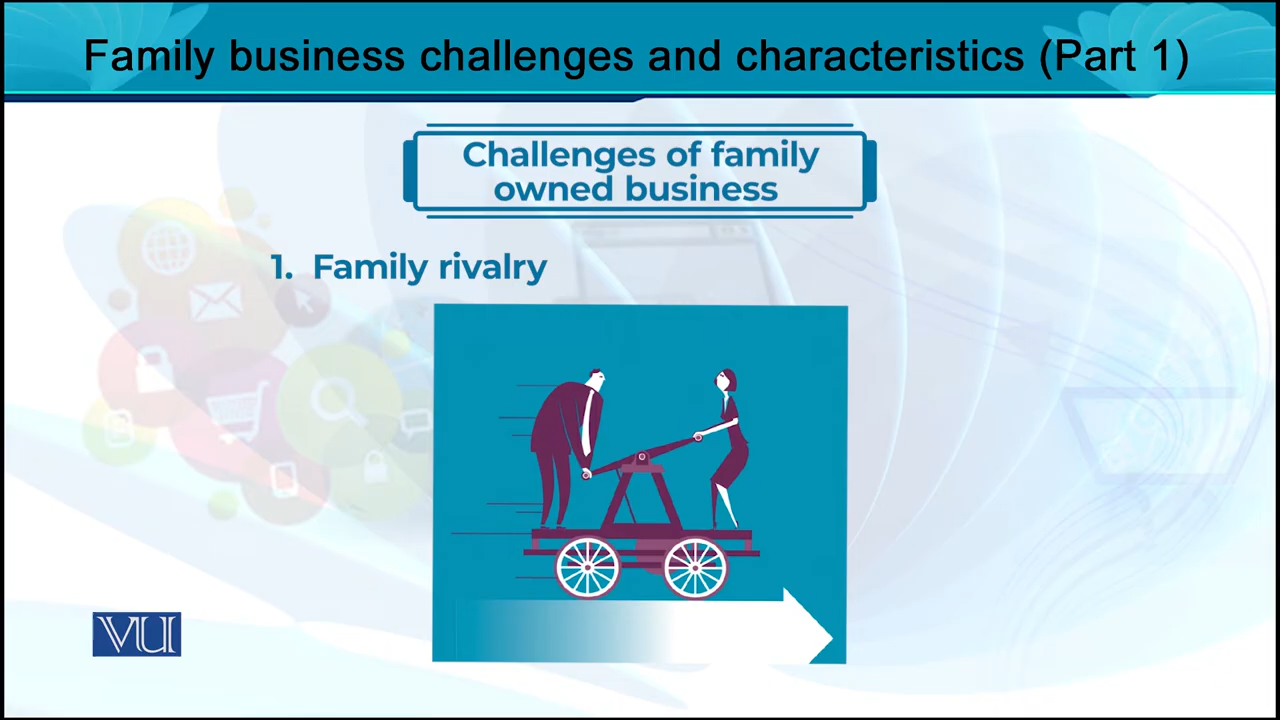 Family business challenges and characteristics (Part 1)
Challenges of family
owned business
1. Family rivalry
VU